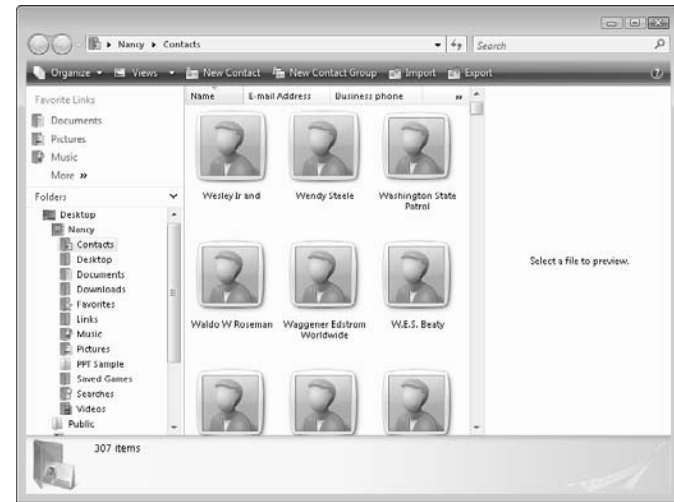 Nancy Contacts
Search
Organize Views New Contact New Contact Group Import Export
Favorite Links
Documents
Pictures
Music
More »
Folders
Desktop
Nancy
Contacts
Desktop
Documents
Downloads
Favorites
Links
Music
Pictures
PPT Sample
Saved Games
Searches
Videos
Public
Name E-mail Address Business phone »
Wesley Ir and
Wendy Steele
Washington State
Patrol
Waldo W Roseman
Waggener Edstrom
Worldwide
W.E.S. Beaty
Select a file to preview.
307 items